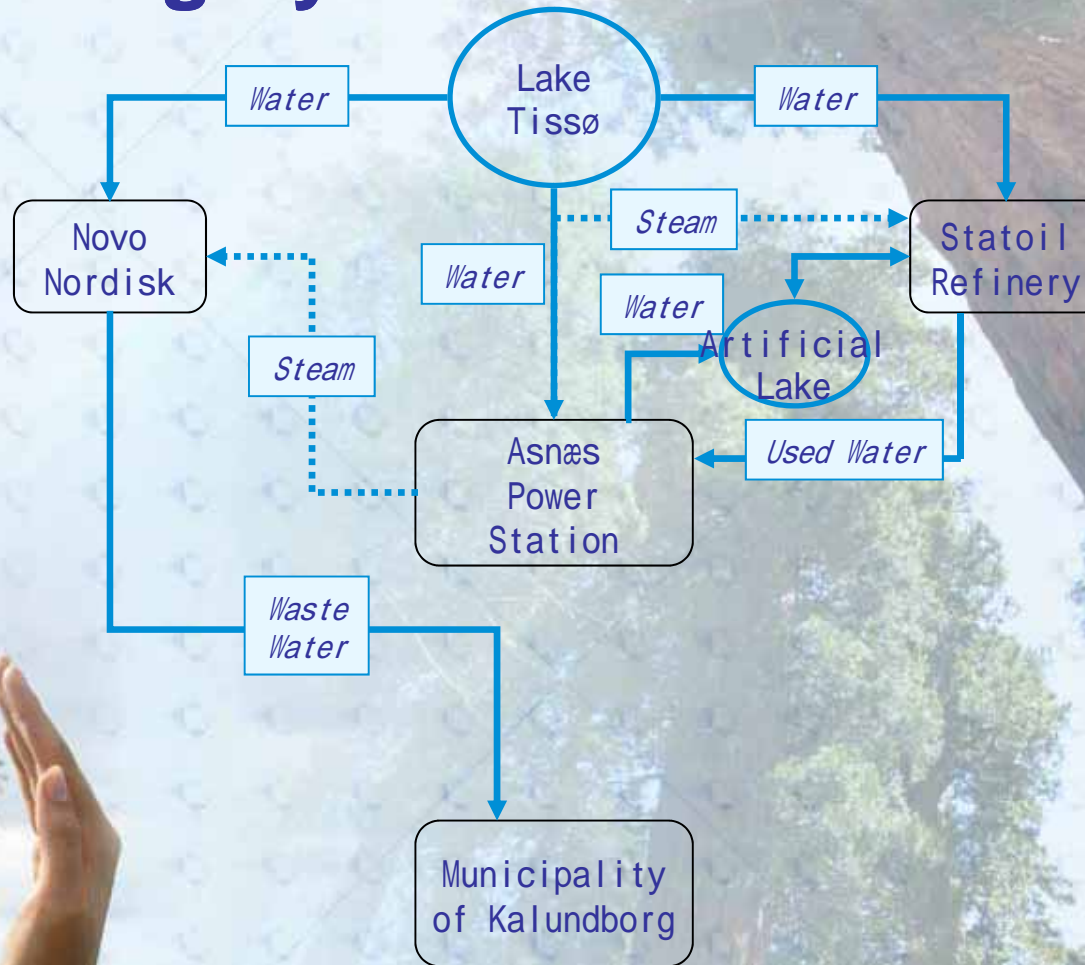 Lake
Tissø
Water
Water
Novo
Nordisk
Steam
Statoil
Refinery
Water
Water
Artificial
Lake
Steam
Asnæs
Power
Station
Used Water
Waste
Water
Municipality
of Kalundborg